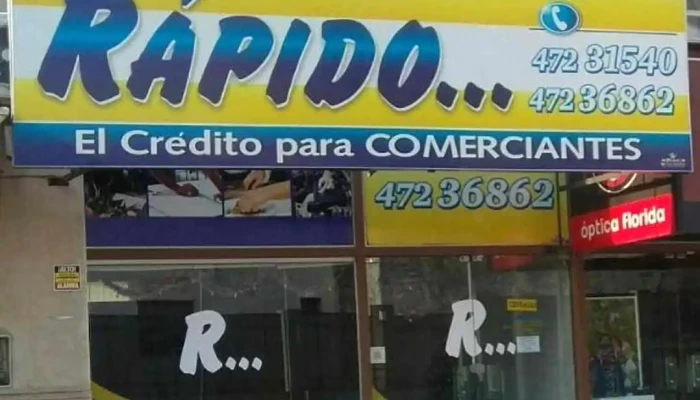 RÁPIDO...
472 31540
472 36862
El Crédito para COMERCIANTES
472 36862
óptica florida
R...
R...